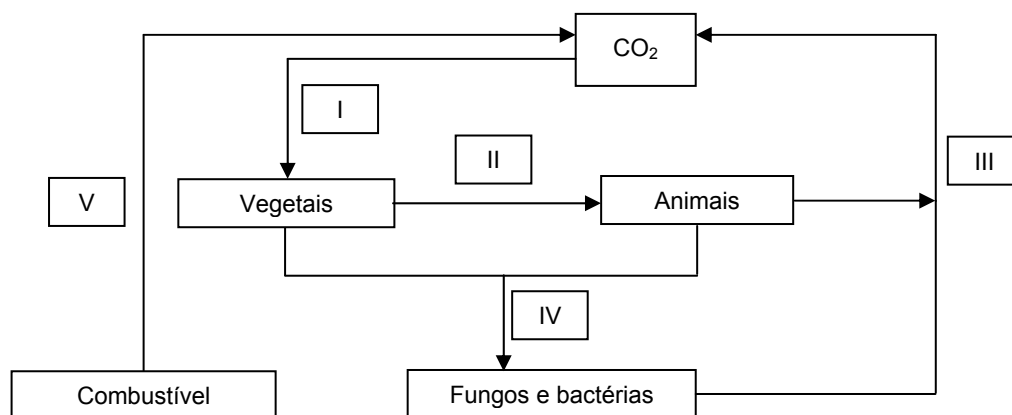 CO₂
I
II
III
V
Vegetais
Animais
IV
Combustível
Fungos e bactérias